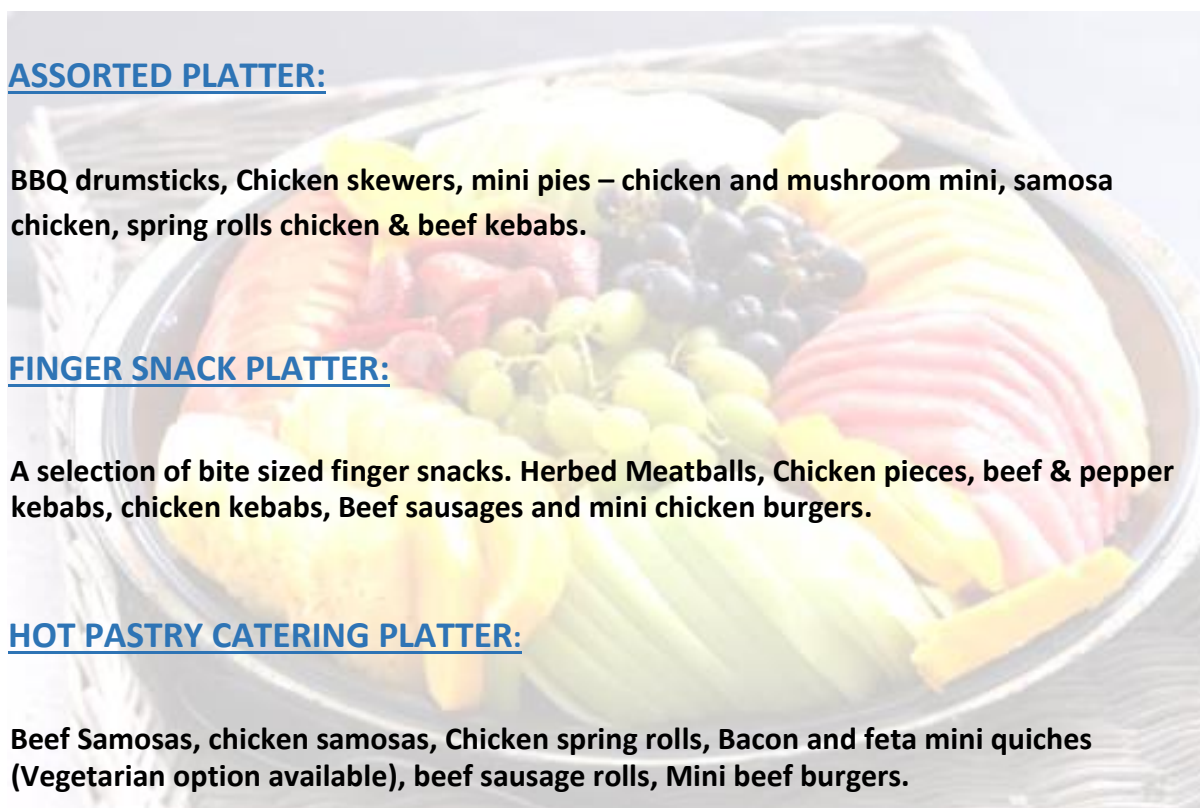 ASSORTED PLATTER:
BBQ drumsticks, Chicken skewers, mini pies – chicken and mushroom mini, samosa
chicken, spring rolls chicken & beef kebabs.
FINGER SNACK PLATTER:
A selection of bite sized finger snacks. Herbed Meatballs, Chicken pieces, beef & pepper
kebabs, chicken kebabs, Beef sausages and mini chicken burgers.
HOT PASTRY CATERING PLATTER:
Beef Samosas, chicken samosas, Chicken spring rolls, Bacon and feta mini quiches
(Vegetarian option available), beef sausage rolls, Mini beef burgers.